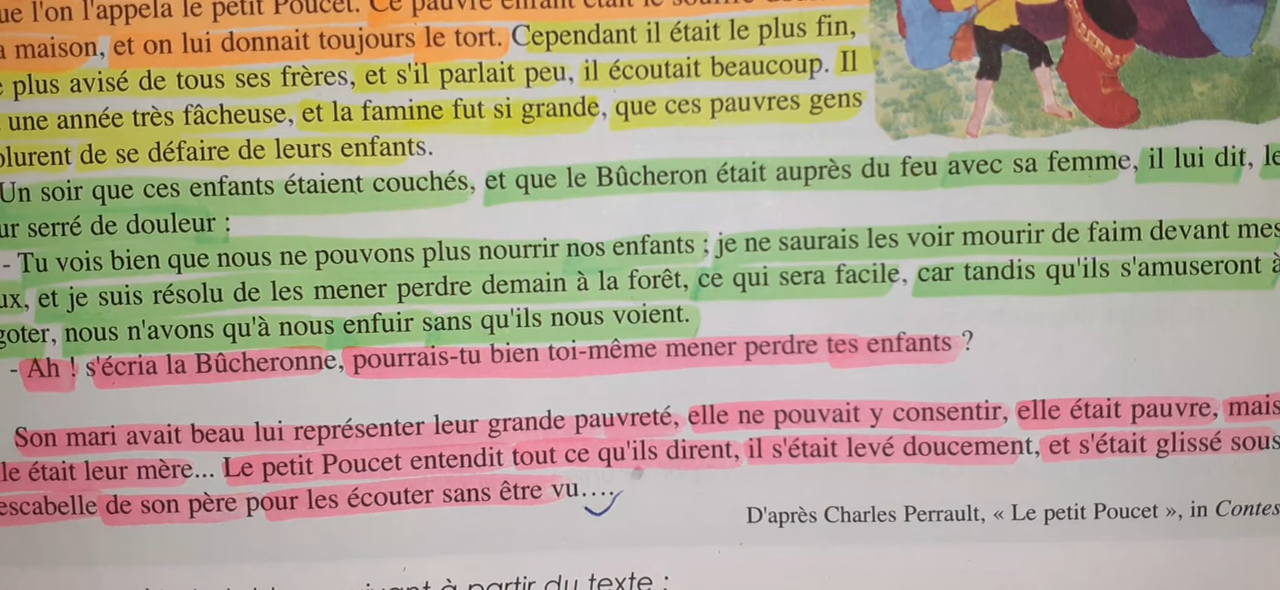 ue l'on l'appela le petit Poucet. Ce pauvre enfant était le
a maison, et on lui donnait toujours le tort. Cependant il était le plus fin,
e plus avisé de tous ses frères, et s'il parlait peu, il écoutait beaucoup. Il
une année très fâcheuse, et la famine fut si grande, que ces pauvres gens
olurent de se défaire de leurs enfants.
Un soir que ces enfants étaient couchés, et que le Bûcheron était auprès du feu avec sa femme, il lui dit, le
ur serré de douleur :
- Tu vois bien que nous ne pouvons plus nourrir nos enfants ; je ne saurais les voir mourir de faim devant mes
ux, et je suis résolu de les mener perdre demain à la forêt, ce qui sera facile, car tandis qu'ils s'amuseront à
goter, nous n'avons qu'à nous enfuir sans qu'ils nous voient.
- Ah ! s'écria la Bûcheronne, pourrais-tu bien toi-même mener perdre tes enfants ?
Son mari avait beau lui représenter leur grande pauvreté, elle ne pouvait y consentir, elle était pauvre, mais
le était leur mère... Le petit Poucet entendit tout ce qu'ils dirent, il s'était levé doucement, et s'était glissé sous
escabelle de son père pour les écouter sans être vu....
D'après Charles Perrault, « Le petit Poucet », in Contes
à partir du texte :